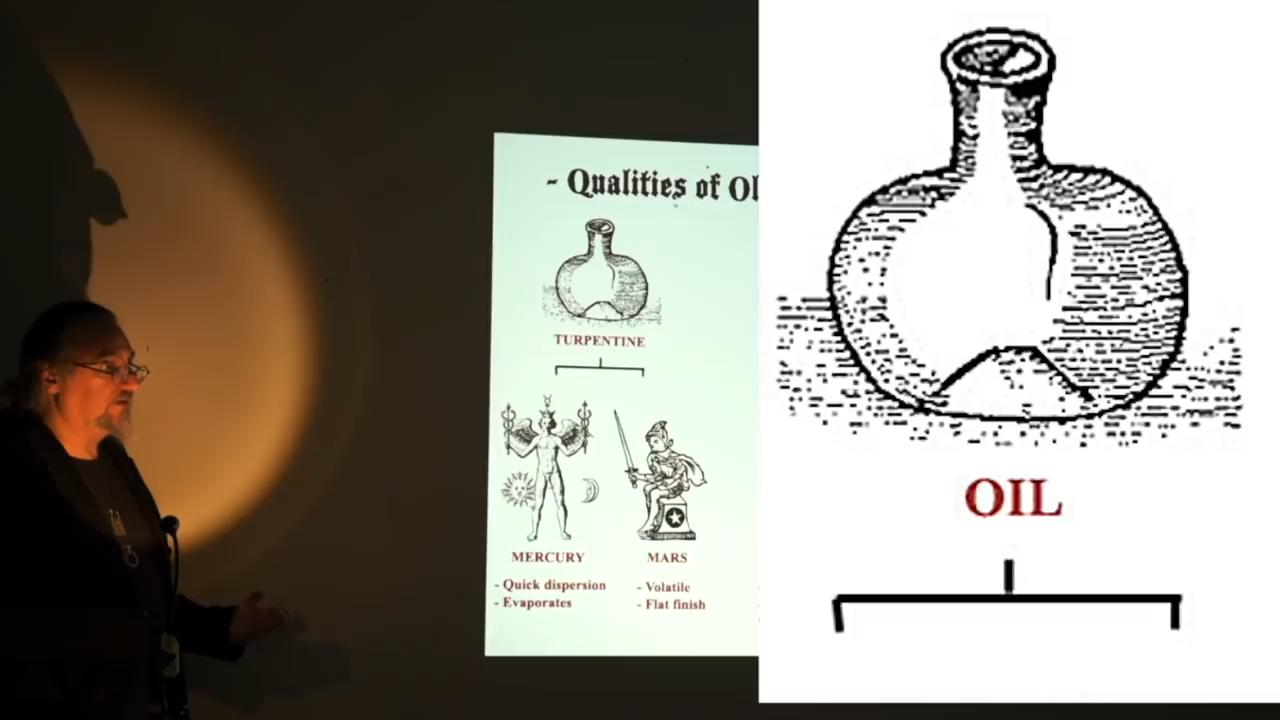 - Qualities of Ol
TURPENTINE
MERCURY
- Quick dispersion
- Evaporates
MARS
- Volatile
- Flat finish
OIL